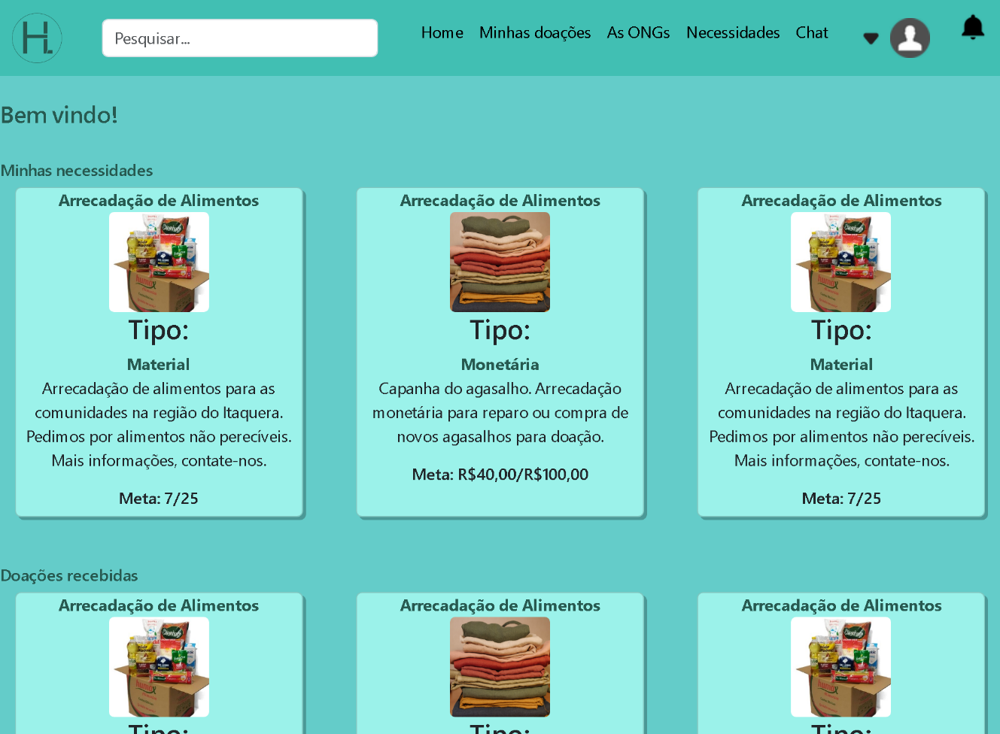 H.
Pesquisar...
Home Minhas doações As ONGs Necessidades Chat
Bem vindo!
Minhas necessidades
Arrecadação de Alimentos
Tipo:
Material
Arrecadação de alimentos para as
comunidades na região do Itaquera.
Pedimos por alimentos não perecíveis.
Mais informações, contate-nos.
Meta: 7/25
Arrecadação de Alimentos
Tipo:
Monetária
Capanha do agasalho. Arrecadação
monetária para reparo ou compra de
novos agasalhos para doação.
Meta: R$40,00/R$100,00
Arrecadação de Alimentos
Tipo:
Material
Arrecadação de alimentos para as
comunidades na região do Itaquera.
Pedimos por alimentos não perecíveis.
Mais informações, contate-nos.
Meta: 7/25
Doações recebidas
Arrecadação de Alimentos
Tipo:
Arrecadação de Alimentos
Tipo:
Arrecadação de Alimentos
Tipo: